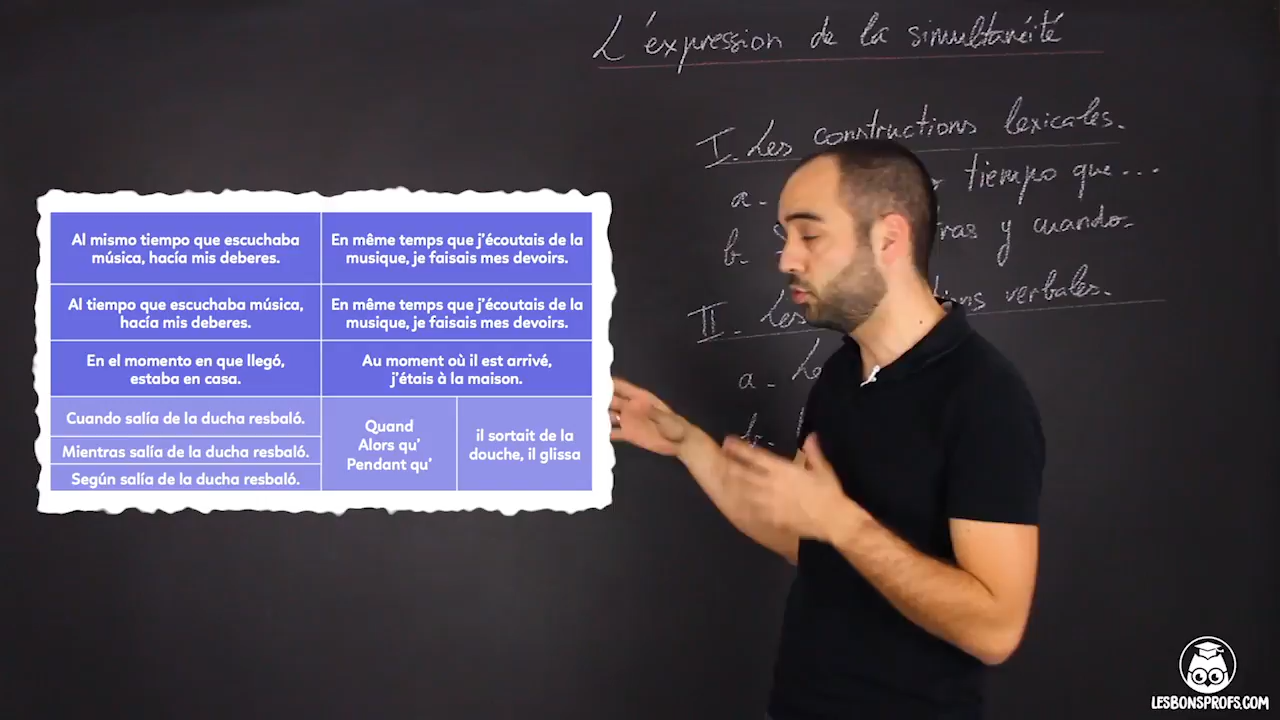 L'éxpression de la simultanéité
I. Les constructions lexicales.
a. tiempo que...
b. y cuando.
II. Les verbales.
a -
b -
Al mismo tiempo que escuchaba
música, hacía mis deberes.
En même temps que j'écoutais de la
musique, je faisais mes devoirs.
Al tiempo que escuchaba música,
hacía mis deberes.
En même temps que j'écoutais de la
musique, je faisais mes devoirs.
En el momento en que llegó,
estaba en casa.
Au moment où il est arrivé,
j'étais à la maison.
Cuando salía de la ducha resbaló.
Mientras salía de la ducha resbaló.
Según salía de la ducha resbaló.
Quand
Alors qu'
Pendant qu'
il sortait de la
douche, il glissa
LESBONSPROFS.COM